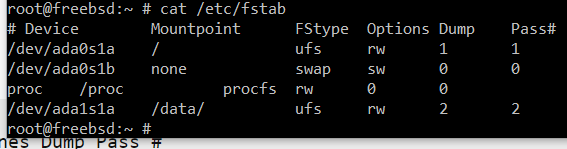 root@freebsd:~ # cat /etc/fstab
# Device Mountpoint FStype Options Dump Pass#
/dev/ada0s1a / ufs rw 1 1
/dev/ada0s1b none swap sw 0 0
proc /proc procfs rw 0 0
/dev/ada1s1a /data/ ufs rw 2 2
root@freebsd:~ #
Dump Pass #